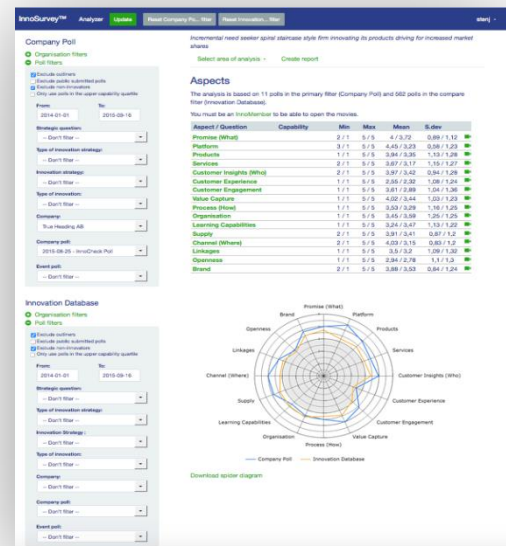 InnoSurvey™ Analyzer Update Reset Company Po... filter Reset Innovation... filter stenj
Company Poll
Organisation filters
Poll filters
Exclude outliners
Exclude public submitted polls
Exclude non-innovators
Only use polls in the upper capability quartile
From: To:
2014-01-01 2015-09-16
Strategic question:
-- Don't filter --
Type of innovation strategy:
-- Don't filter --
Innovation strategy:
-- Don't filter --
Type of innovation:
-- Don't filter --
Company:
True Heading AB
Company poll:
2015-08-26 - InnoCheck Poll
Event poll:
-- Don't filter --
Innovation Database
Organisation filters
Poll filters
Exclude outliners
Exclude public submitted polls
Exclude non-innovators
Only use polls in the upper capability quartile
From: To:
2014-01-01 2015-09-16
Strategic question:
-- Don't filter --
Type of innovation strategy:
-- Don't filter --
Innovation Strategy :
-- Don't filter --
Type of innovation:
-- Don't filter --
Company:
-- Don't filter --
Company poll:
-- Don't filter --
Event poll:
-- Don't filter --
Incremental need seeker spiral staircase style firm innovating its products driving for increased market
shares
Select area of analysis Create report
Aspects
The analysis is based on 11 polls in the primary filter (Company Poll) and 562 polls in the compare
filter (Innovation Database).
You must be an InnoMember to be able to open the movies.
Aspect / Question Capability Min Max Mean S.dev
Promise (What) 2 / 1 5 / 5 4 / 3,72 0,89 / 1,12
Platform 3 / 1 5 / 5 4,45 / 3,23 0,58 / 1,23
Products 1 / 1 5 / 5 3,94 / 3,35 1,13 / 1,28
Services 2 / 1 5 / 5 3,67 / 3,17 1,15 / 1,27
Customer Insights (Who) 2 / 1 5 / 5 3,97 / 3,42 0,94 / 1,28
Customer Experience 1 / 1 5 / 5 2,55 / 2,32 1,08 / 1,24
Customer Engagement 1 / 1 5 / 5 3,61 / 2,88 1,04 / 1,36
Value Capture 1 / 1 5 / 5 4,02 / 3,44 1,03 / 1,23
Process (How) 1 / 1 5 / 5 3,53 / 3,29 1,16 / 1,25
Organisation 1 / 1 5 / 5 3,45 / 3,59 1,25 / 1,25
Learning Capabilities 1 / 1 5 / 5 3,24 / 3,47 1,13 / 1,22
Supply 2 / 1 5 / 5 3,91 / 3,41 0,97 / 1,2
Channel (Where) 2 / 1 5 / 5 4,03 / 3,15 0,83 / 1,2
Linkages 1 / 1 5 / 5 3,5 / 3,2 1,09 / 1,32
Openness 1 / 1 5 / 5 2,94 / 2,78 1,1 / 1,3
Brand 2 / 1 5 / 5 3,88 / 3,53 0,84 / 1,24
Promise (What)
Brand Platform
Openness Products
Linkages Services
Channel (Where) Customer Insights (Who)
Supply Customer Experience
Learning Capabilities Customer Engagement
Organisation Value Capture
Process (How)
Company Poll Innovation Database
Download spider diagram